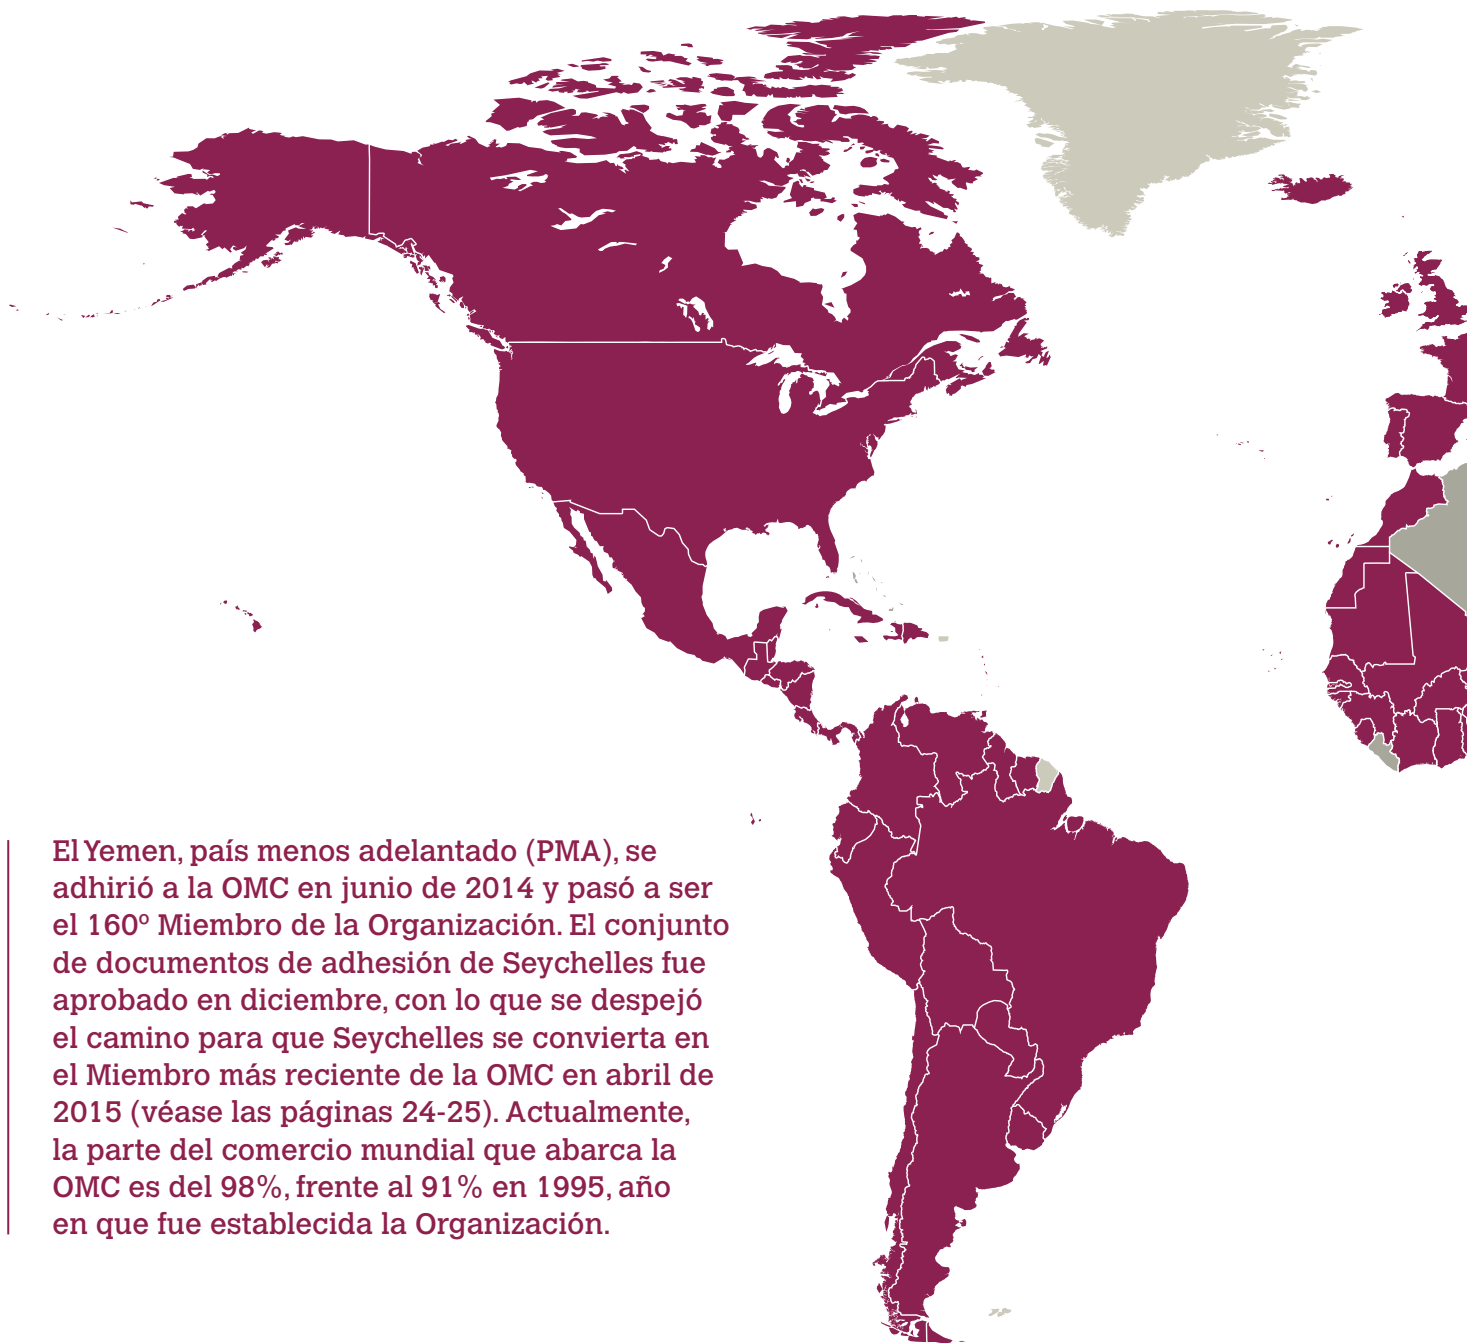 El Yemen, país menos adelantado (PMA), se
adhirió a la OMC en junio de 2014 y pasó a ser
el 160º Miembro de la Organización. El conjunto
de documentos de adhesión de Seychelles fue
aprobado en diciembre, con lo que se despejó
el camino para que Seychelles se convierta en
el Miembro más reciente de la OMC en abril de
2015 (véase las páginas 24-25). Actualmente,
la parte del comercio mundial que abarca la
OMC es del 98%, frente al 91% en 1995, año
en que fue establecida la Organización.